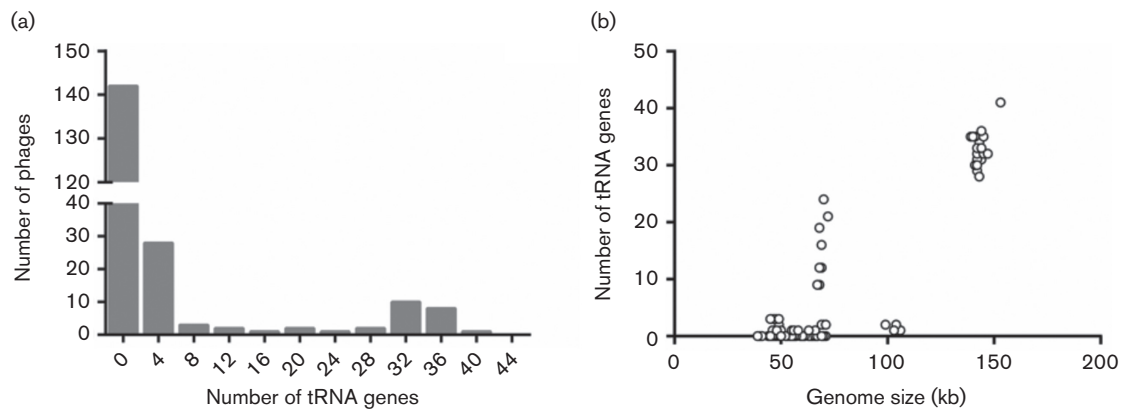 (a)
150
140
130
120
40
30
20
10
0
Number of phages
0 4 8 12 16 20 24 28 32 36 40 44
Number of tRNA genes
(b)
50
40
30
20
10
0
Number of tRNA genes
0 50 100 150 200
Genome size (kb)